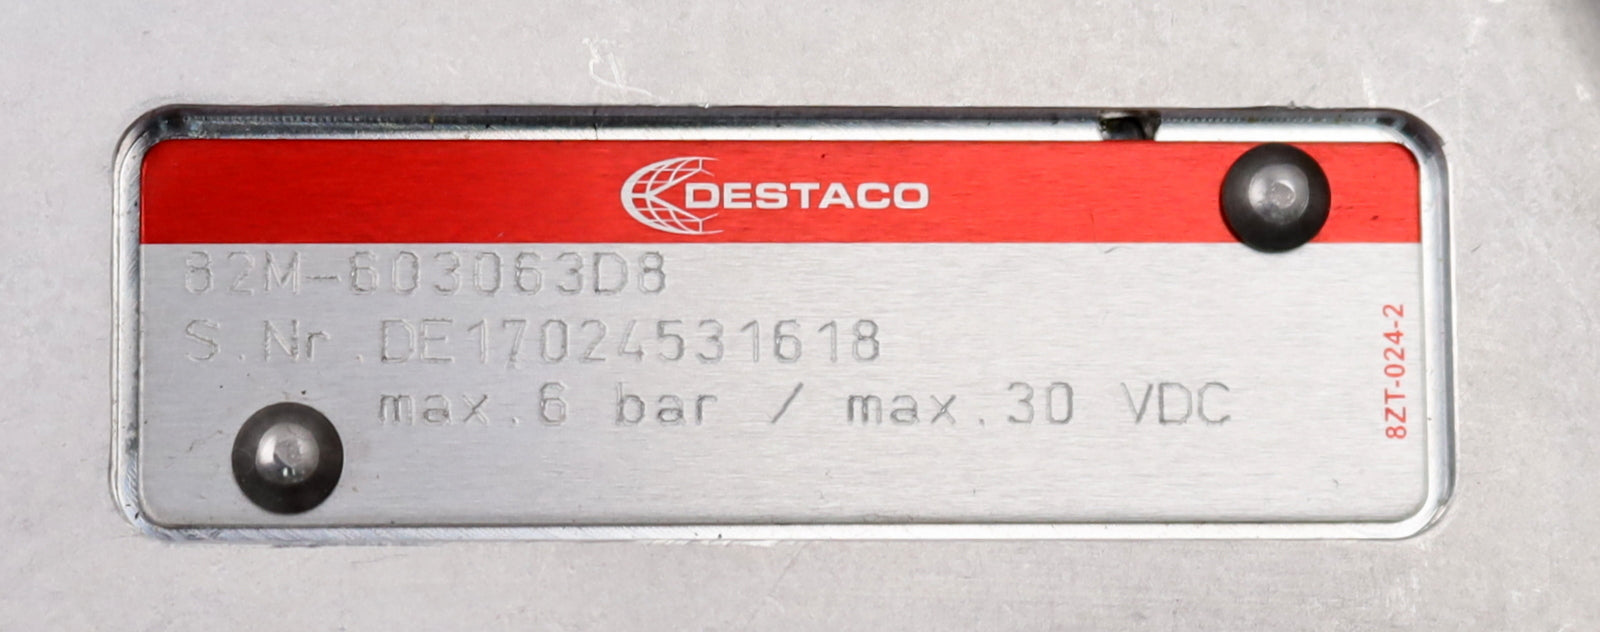 DESTACO
82M-603063D8
S.Nr.DE17024531618
max.6 bar / max.30 VDC
8ZT-024-2